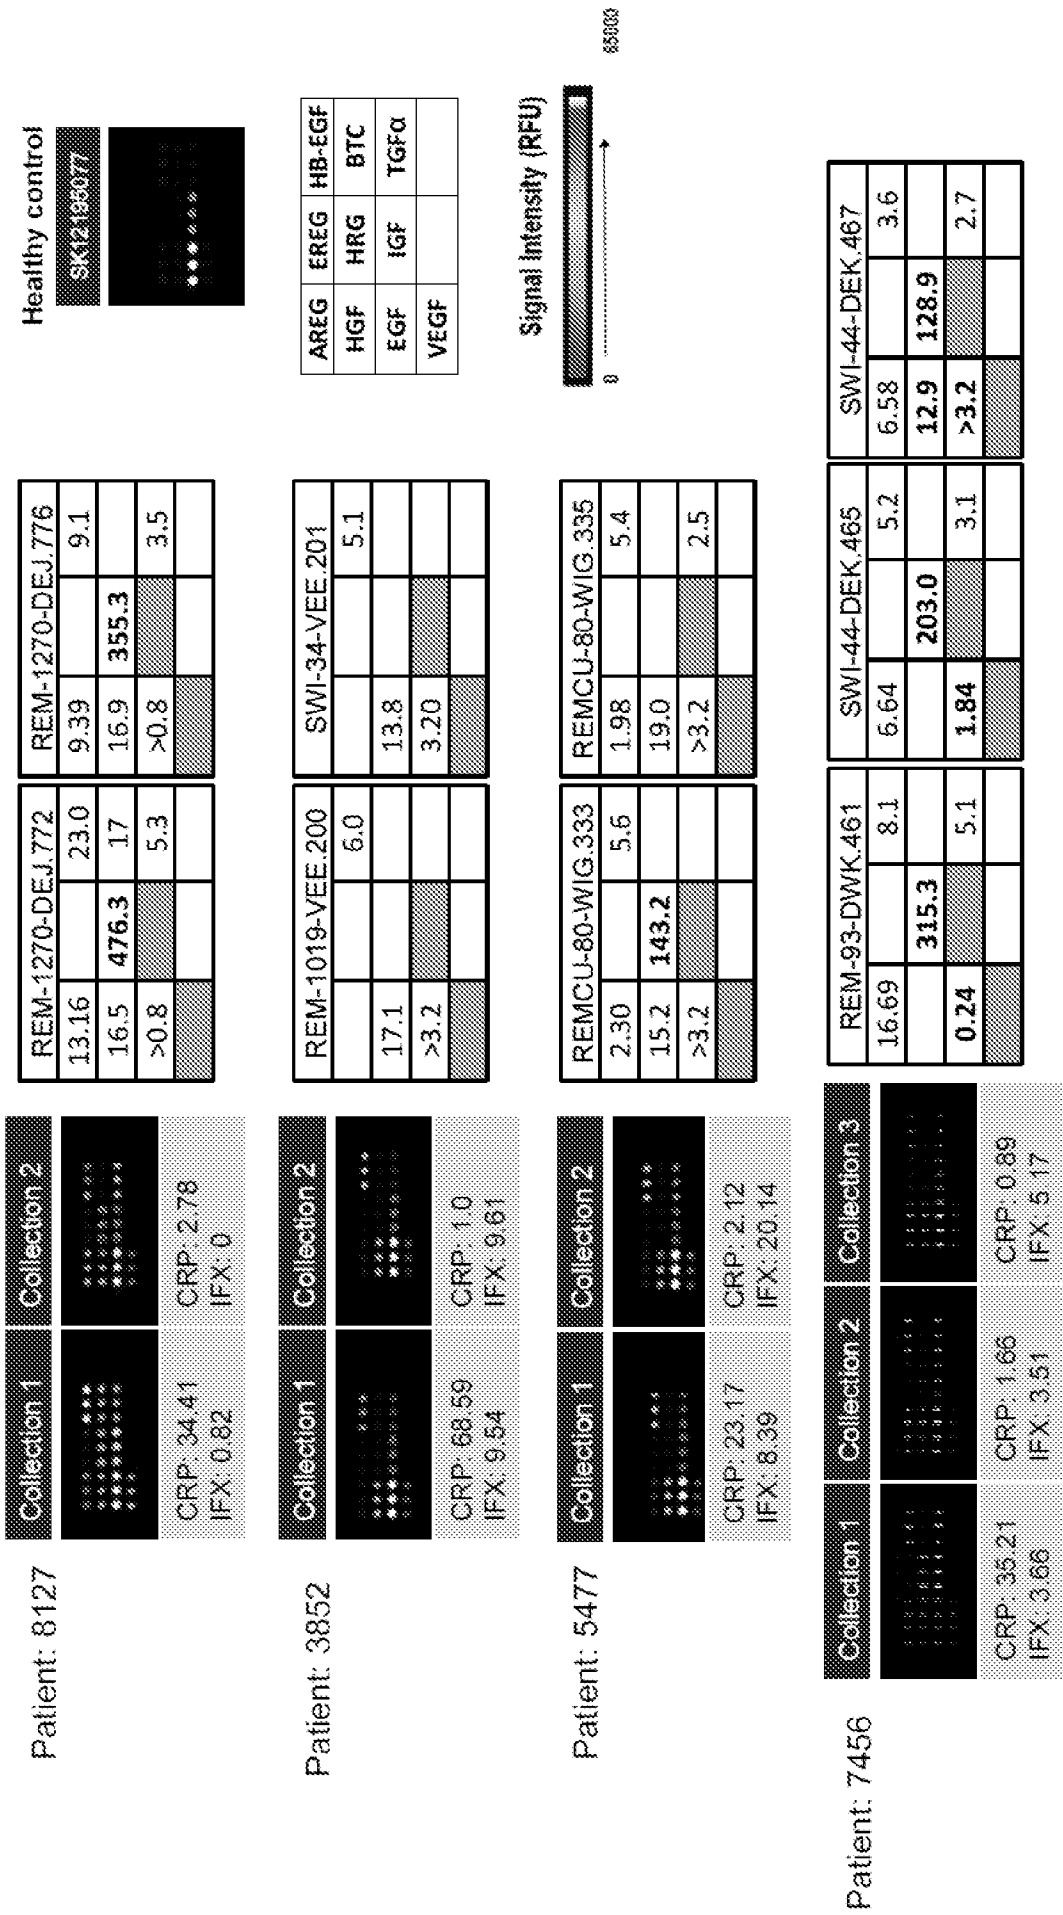 Patient: 8127
Collection 1
Collection 2
CRP: 34.41
IFX: 0.82
CRP: 2.78
IFX: 0
REM-1270-DEJ.772
13.16 23.0
16.5 476.3 17
>0.8 5.3
REM-1270-DEJ.776
9.39 9.1
16.9 355.3
>0.8 3.5
Healthy control
SK12195077
Patient: 3852
Collection 1
Collection 2
CRP: 68.59
IFX: 9.54
CRP: 1.0
IFX: 9.61
REM-1019-VEE.200
6.0
17.1
>3.2
SWI-34-VEE.201
5.1
13.8
3.20
AREG EREG HB-EGF
HGF HRG BTC
EGF IGF TGFα
VEGF
Patient: 5477
Collection 1
Collection 2
CRP: 23.17
IFX: 8.39
CRP: 2.12
IFX: 20.14
REMCU-80-WIG.333
2.30 5.6
15.2 143.2
>3.2
REMCU-80-WIG.335
1.98 5.4
19.0
>3.2 2.5
Signal Intensity (RFU)
0 65000
Patient: 7456
Collection 1
Collection 2
Collection 3
CRP: 35.21
IFX: 3.66
CRP: 1.66
IFX: 3.51
CRP: 0.89
IFX: 5.17
REM-93-DWK.461
16.69 8.1
315.3
0.24 5.1
SWI-44-DEK.465
6.64 5.2
203.0
1.84 3.1
SWI-44-DEK.467
6.58 3.6
12.9 128.9
>3.2 2.7